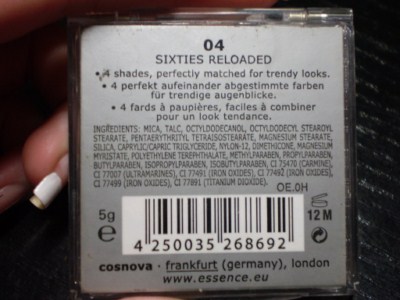 04
SIXTIES RELOADED
• 4 shades, perfectly matched for trendy looks.
• 4 perfekt aufeinander abgestimmte farben
für trendige augenblicke.
• 4 fards à paupières, faciles à combiner
pour un look tendance.
INGREDIENTS: MICA, TALC, OCTYLDODECANOL, OCTYLDODECYL STEAROYL
STEARATE, PENTAERYTHRITYL TETRAISOSTEARATE, MAGNESIUM STEARATE,
SILICA, CAPRYLIC/CAPRIC TRIGLYCERIDE, NYLON-12, DIMETHICONE, MAGNESIUM
MYRISTATE, POLYETHYLENE TEREPHTHALATE, METHYLPARABEN, PROPYLPARABEN,
BUTYLPARABEN, ISOPROPYLPARABEN, ISOBUTYLPARABEN, CI 75470 (CARMINE),
CI 77007 (ULTRAMARINES), CI 77491 (IRON OXIDES), CI 77492 (IRON OXIDES),
CI 77499 (IRON OXIDES), CI 77891 (TITANIUM DIOXIDE).
OE.0H
5g
e
12 M
4 250035 268692
cosnova · frankfurt (germany), london
www.essence.eu